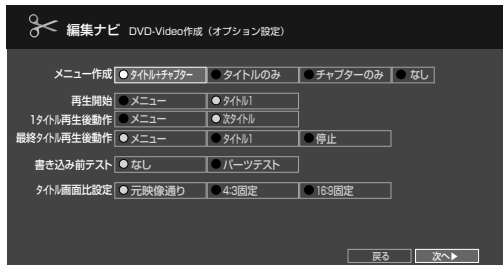 編集ナビ DVD-Video作成（オプション設定）
メニュー作成 ●タイトル+チャプター ●タイトルのみ ●チャプターのみ ●なし
再生開始 ●メニュー ●タイトル1
1タイトル再生後動作 ●メニュー ●次タイトル
最終タイトル再生後動作 ●メニュー ●タイトル1 ●停止
書き込み前テスト ●なし ●パーツテスト
タイトル画面比設定 ●元映像通り ●4:3固定 ●16:9固定
戻る 次へ▶